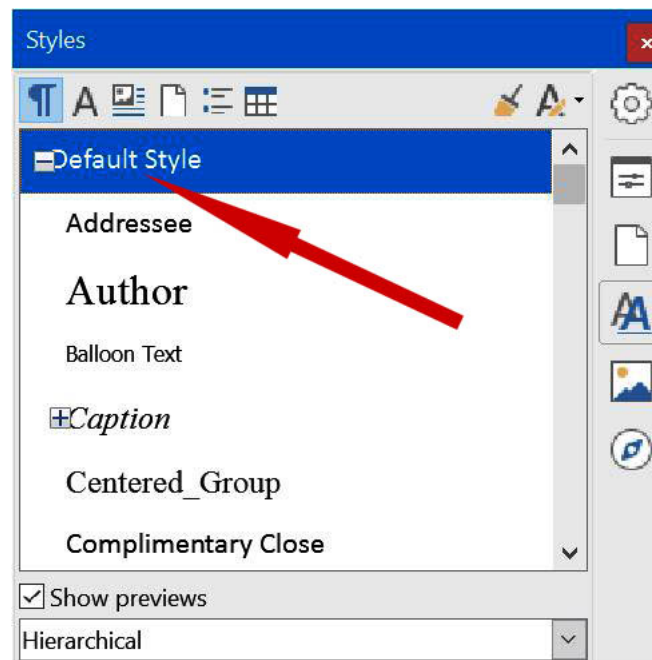 Styles
Default Style
Addressee
Author
Balloon Text
Caption
Centered_Group
Complimentary Close
Show previews
Hierarchical